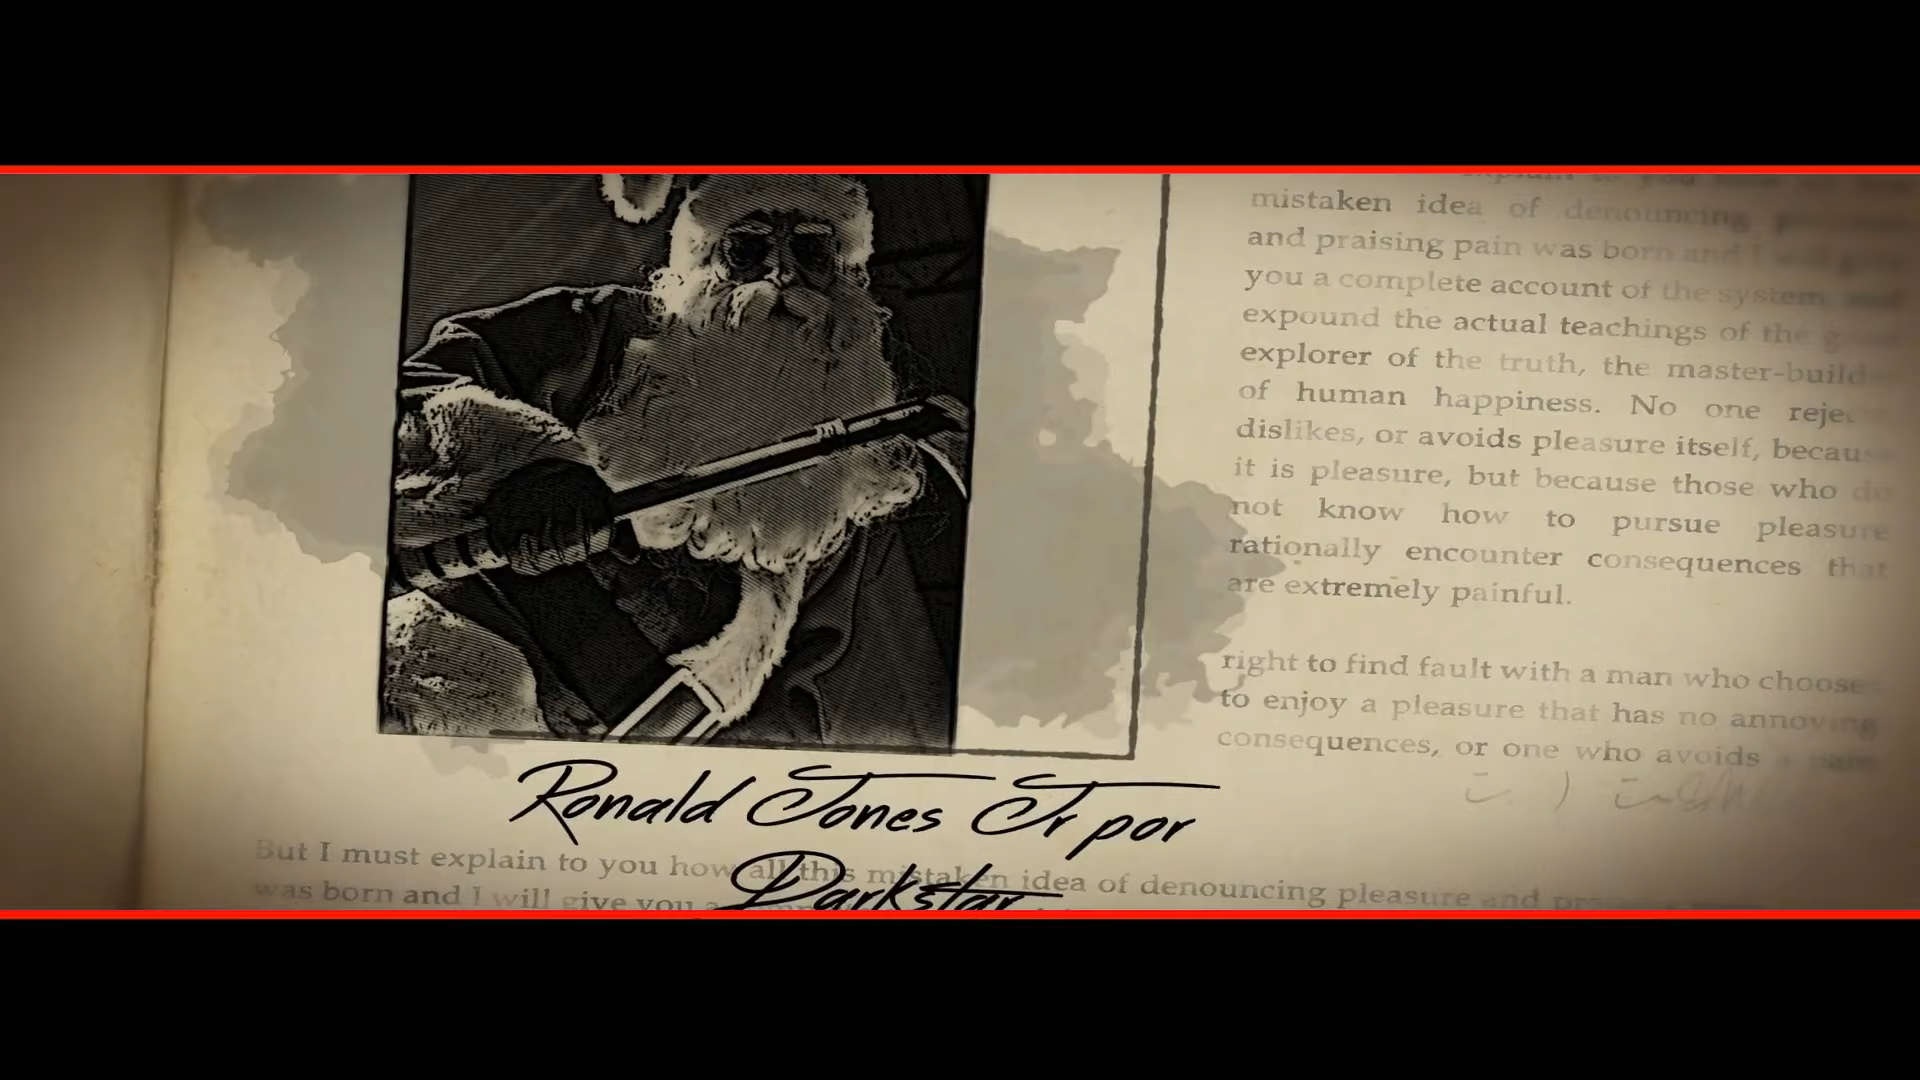 mistaken idea of denouncing
and praising pain was born and I will
you a complete account of the system and
expound the actual teachings of the
explorer of the truth, the master-build
of human happiness. No one rejec
dislikes, or avoids pleasure itself, becau
it is pleasure, but because those who do
not know how to pursue pleasure
rationally encounter consequences that
are extremely painful.
right to find fault with a man who choose
to enjoy a pleasure that has no annoying
consequences, or one who avoids a pain
Ronald Jones Jr por
Darkstar
But I must explain to you how all this mistaken idea of denouncing pleasure and
was born and I will give you a